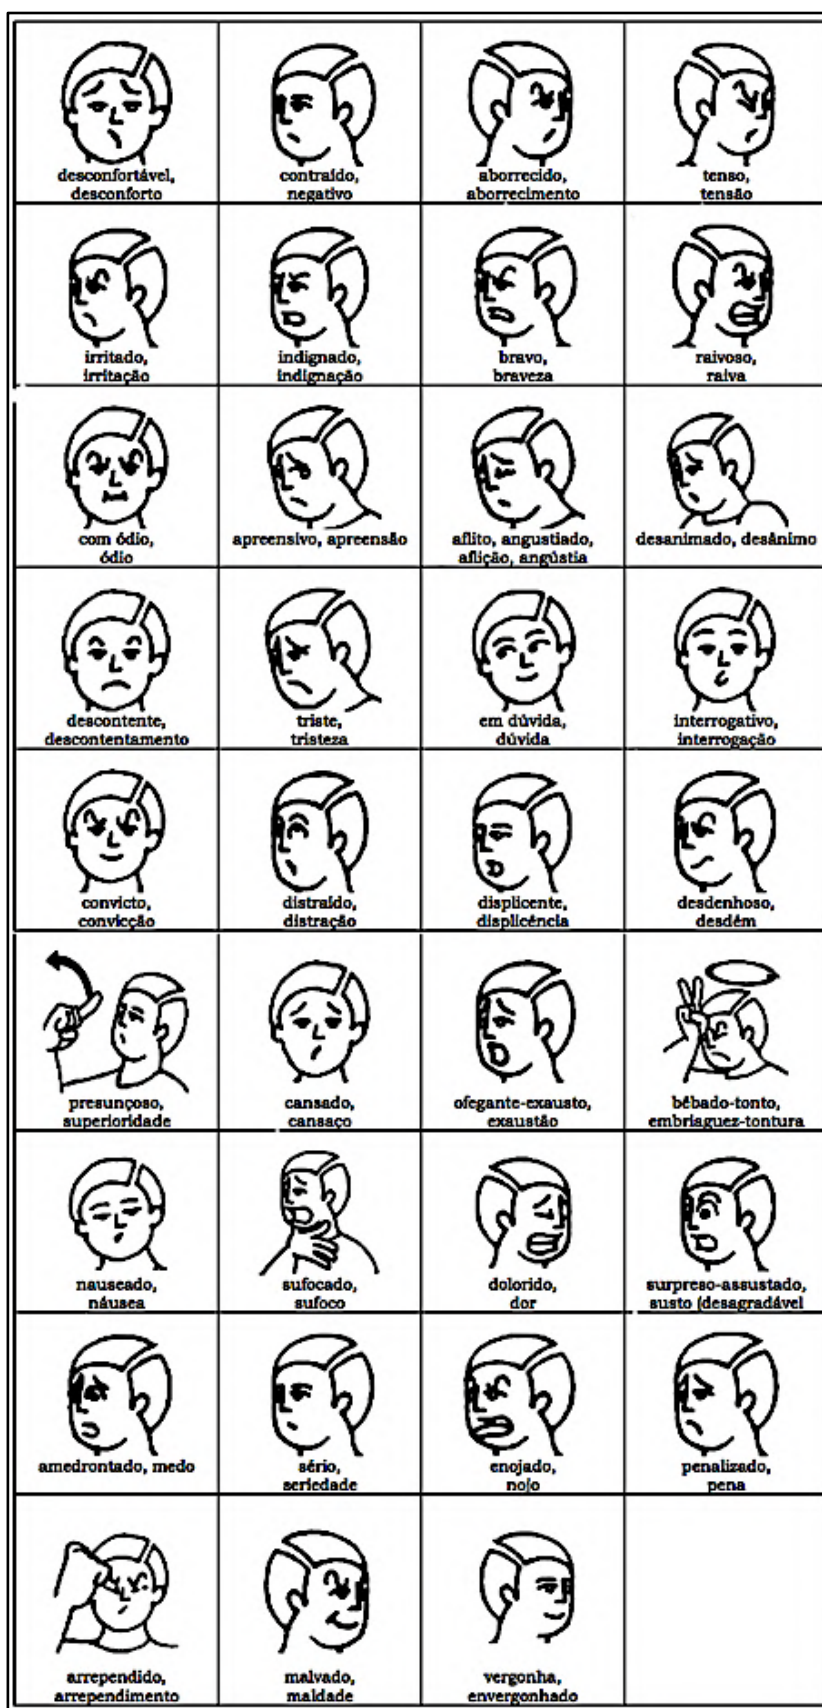 desconfortável,
desconforto
contraído,
negativo
aborrecido,
aborrecimento
tenso,
tensão
irritado,
irritação
indignado,
indignação
bravo,
braveza
raivoso,
raiva
com ódio,
ódio
apreensivo, apreensão
aflito, angustiado,
aflição, angústia
desanimado, desânimo
descontente,
descontentamento
triste,
tristeza
em dúvida,
dúvida
interrogativo,
interrogação
convicto,
convicção
distraído,
distração
displicente,
displicência
desdenhoso,
desdém
presunçoso,
superioridade
cansado,
cansaço
ofegante-exausto,
exaustão
bêbado-tonto,
embriaguez-tontura
nauseado,
náusea
sufocado,
sufoco
dolorido,
dor
surpreso-assustado,
susto (desagradável
amedrontado, medo
sério,
seriedade
enojado,
nojo
penalizado,
pena
arrependido,
arrependimento
malvado,
maldade
vergonha,
envergonhado